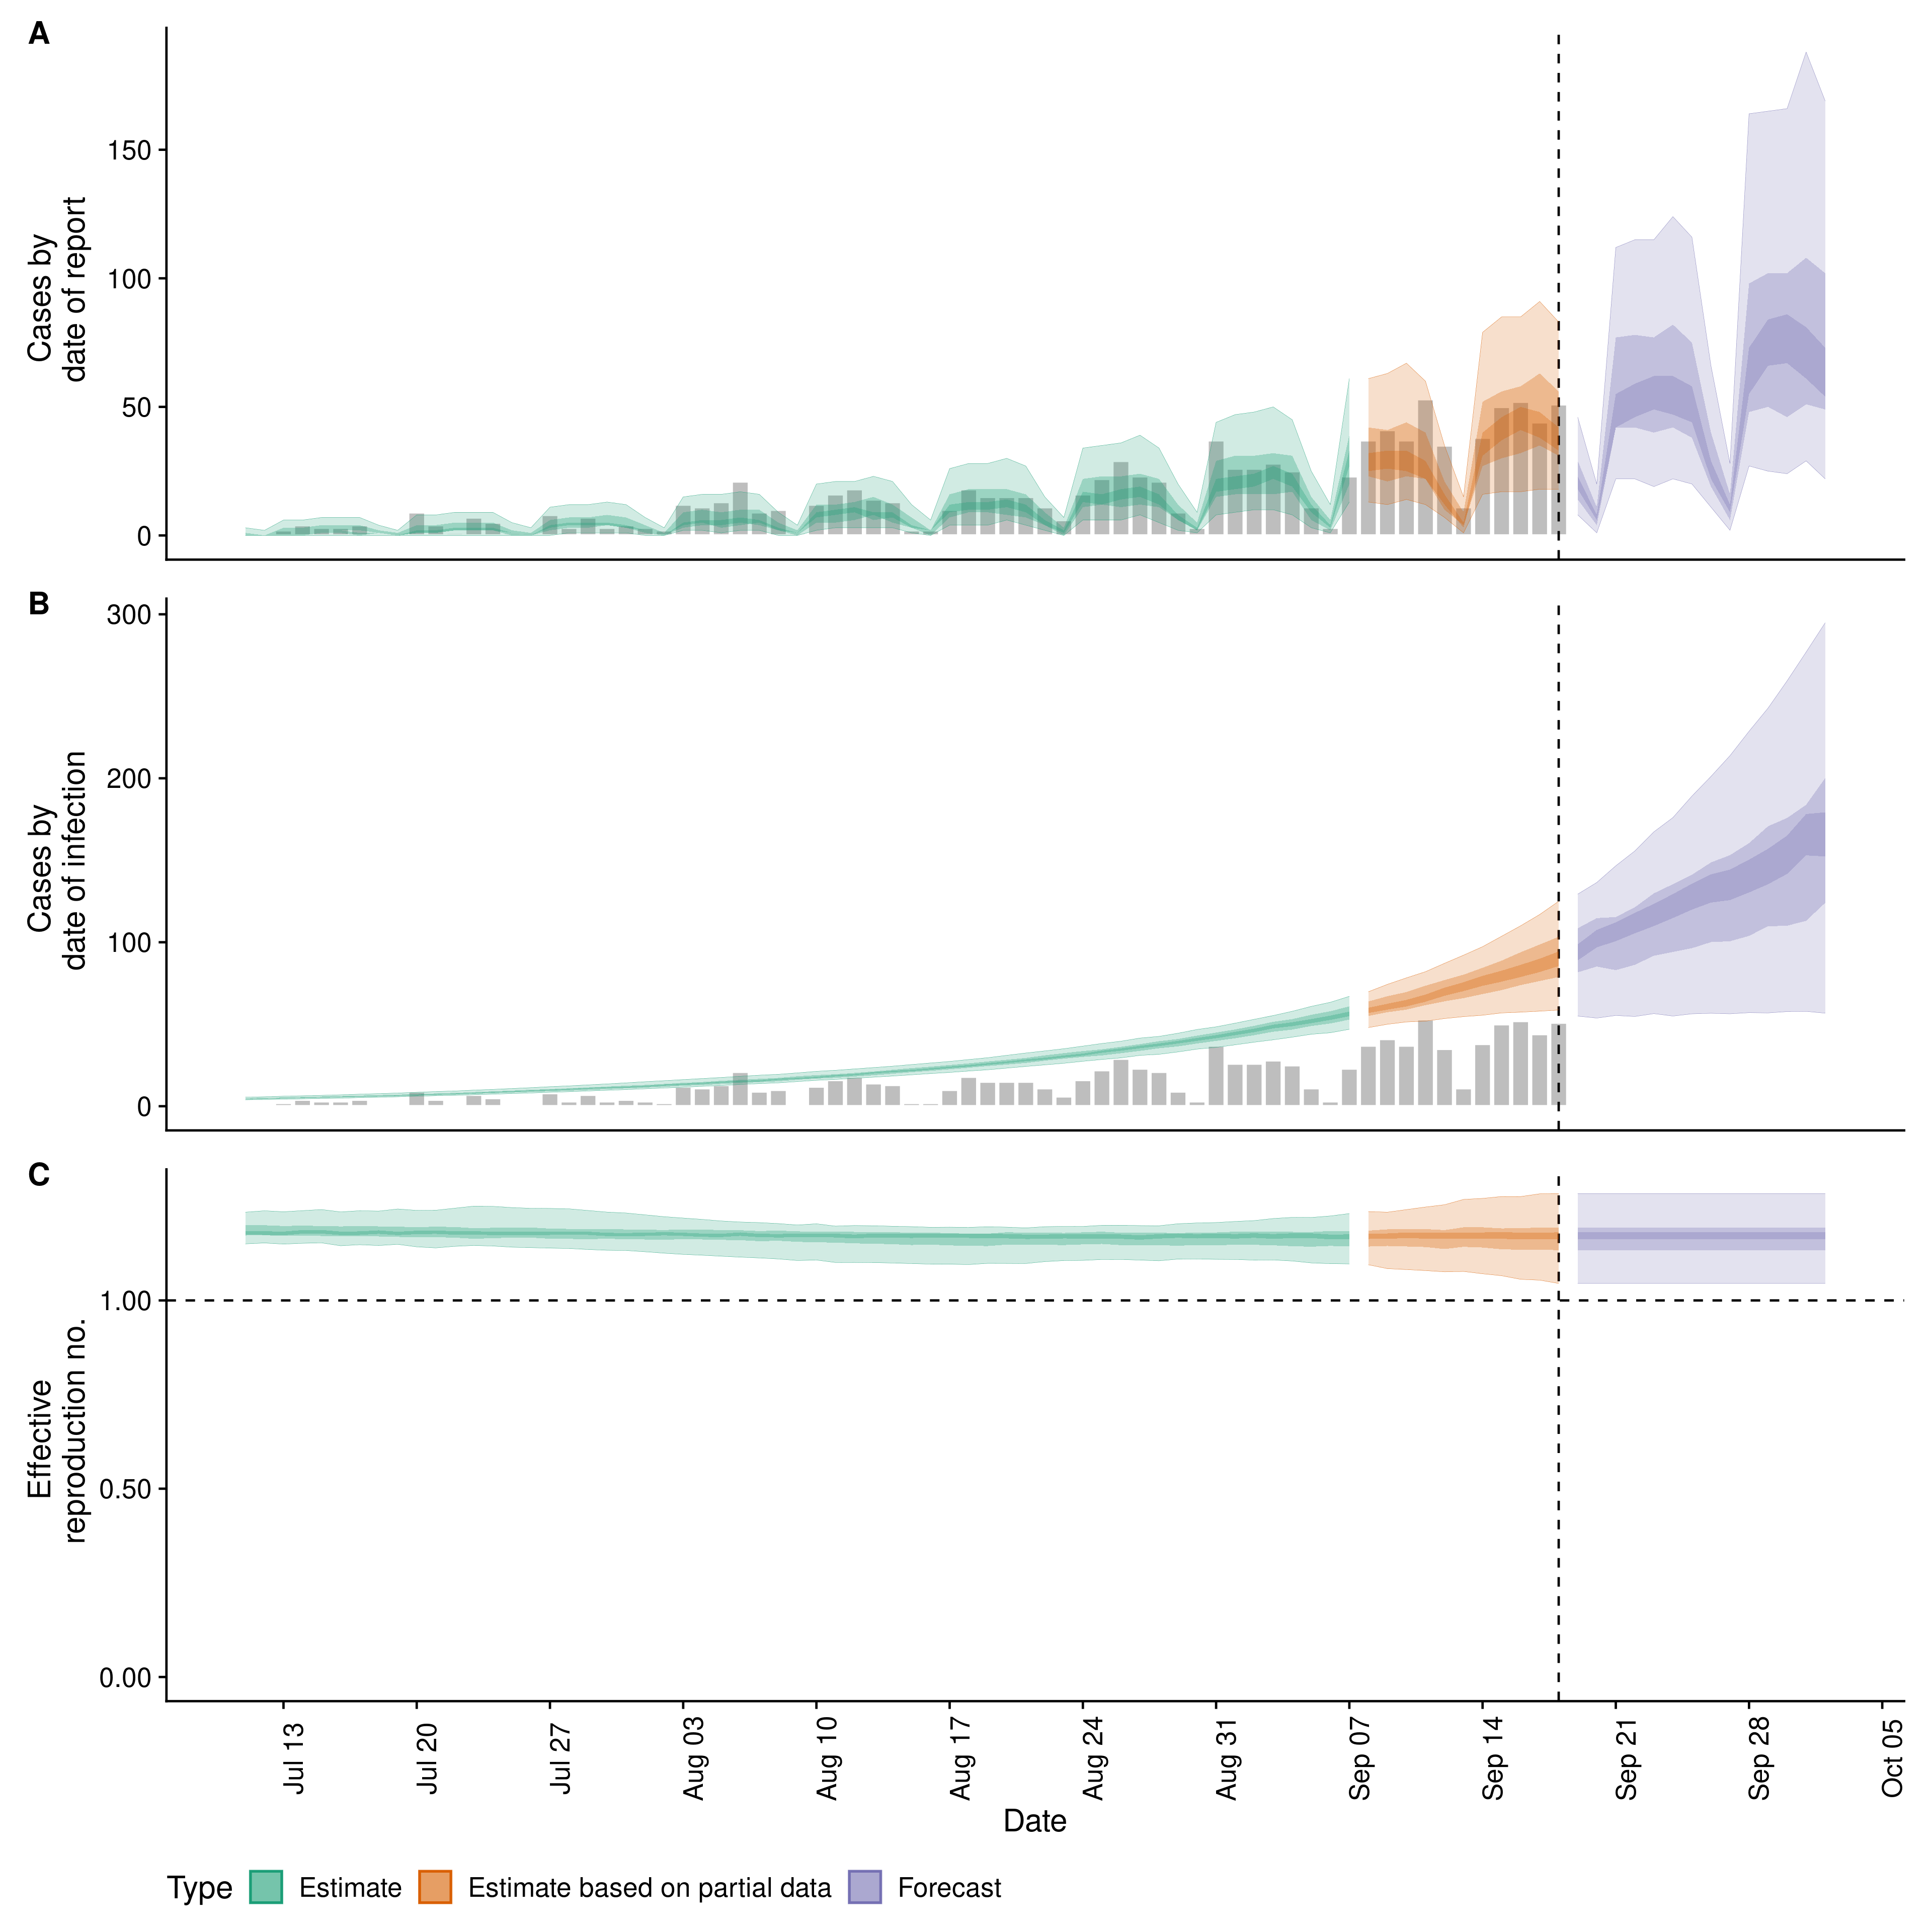 A
Cases by
date of report
150
100
50
0
B
Cases by
date of infection
300
200
100
0
C
Effective
reproduction no.
1.00
0.50
0.00
Jul 13
Jul 20
Jul 27
Aug 03
Aug 10
Aug 17
Aug 24
Aug 31
Sep 07
Sep 14
Sep 21
Sep 28
Oct 05
Date
Type Estimate Estimate based on partial data Forecast